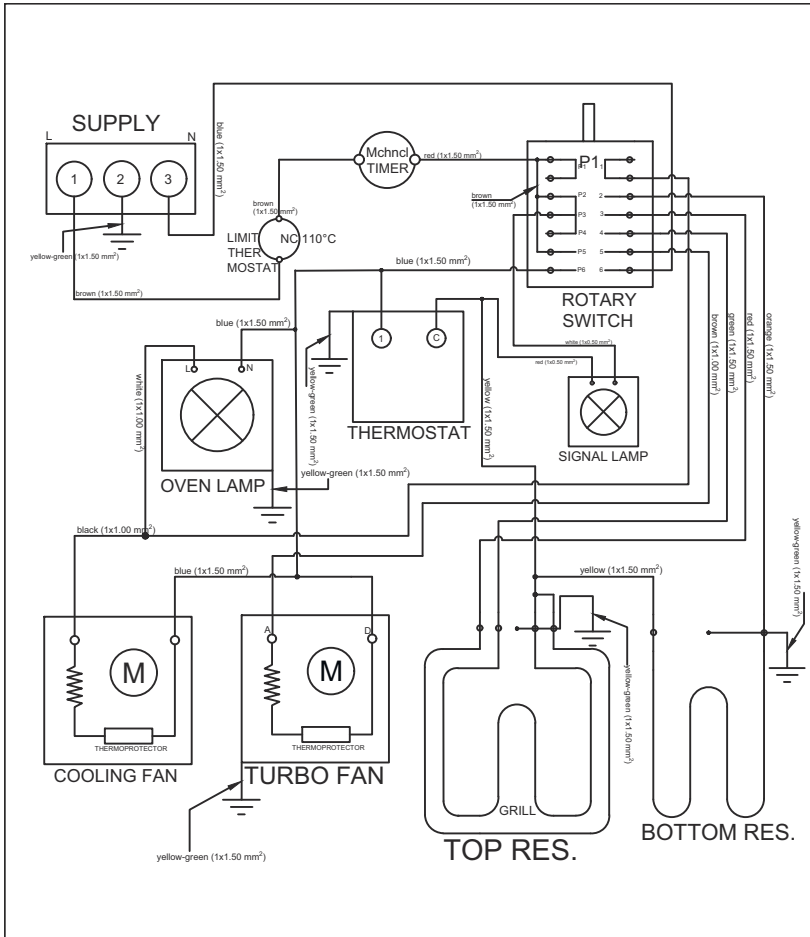 SUPPLY
L
N
1
2
3
yellow-green (1x1.50 mm²)
blue (1x1.50 mm²)
brown (1x1.50 mm²)
Mchncl
TIMER
red (1x1.50 mm²)
brown
(1x1.50 mm²)
LIMIT
THER
MOSTAT
NC 110°C
brown
(1x1.50 mm²)
P1
P1
1
P2
2
P3
3
P4
4
P5
5
P6
6
ROTARY
SWITCH
blue (1x1.50 mm²)
blue (1x1.50 mm²)
1
C
THERMOSTAT
yellow-green (1x1.50 mm²)
white (1x0.50 mm²)
red (1x0.50 mm²)
SIGNAL LAMP
L
N
OVEN LAMP
white (1x1.00 mm²)
yellow-green (1x1.50 mm²)
yellow (1x1.50 mm²)
brown (1x1.00 mm²)
green (1x1.50 mm²)
red (1x1.50 mm²)
orange (1x1.50 mm²)
black (1x1.00 mm²)
blue (1x1.50 mm²)
yellow (1x1.50 mm²)
yellow-green (1x1.50 mm²)
M
THERMOPROTECTOR
COOLING FAN
A
D
M
THERMOPROTECTOR
TURBO FAN
yellow-green (1x1.50 mm²)
yellow-green (1x1.50mm²)
GRILL
TOP RES.
BOTTOM RES.